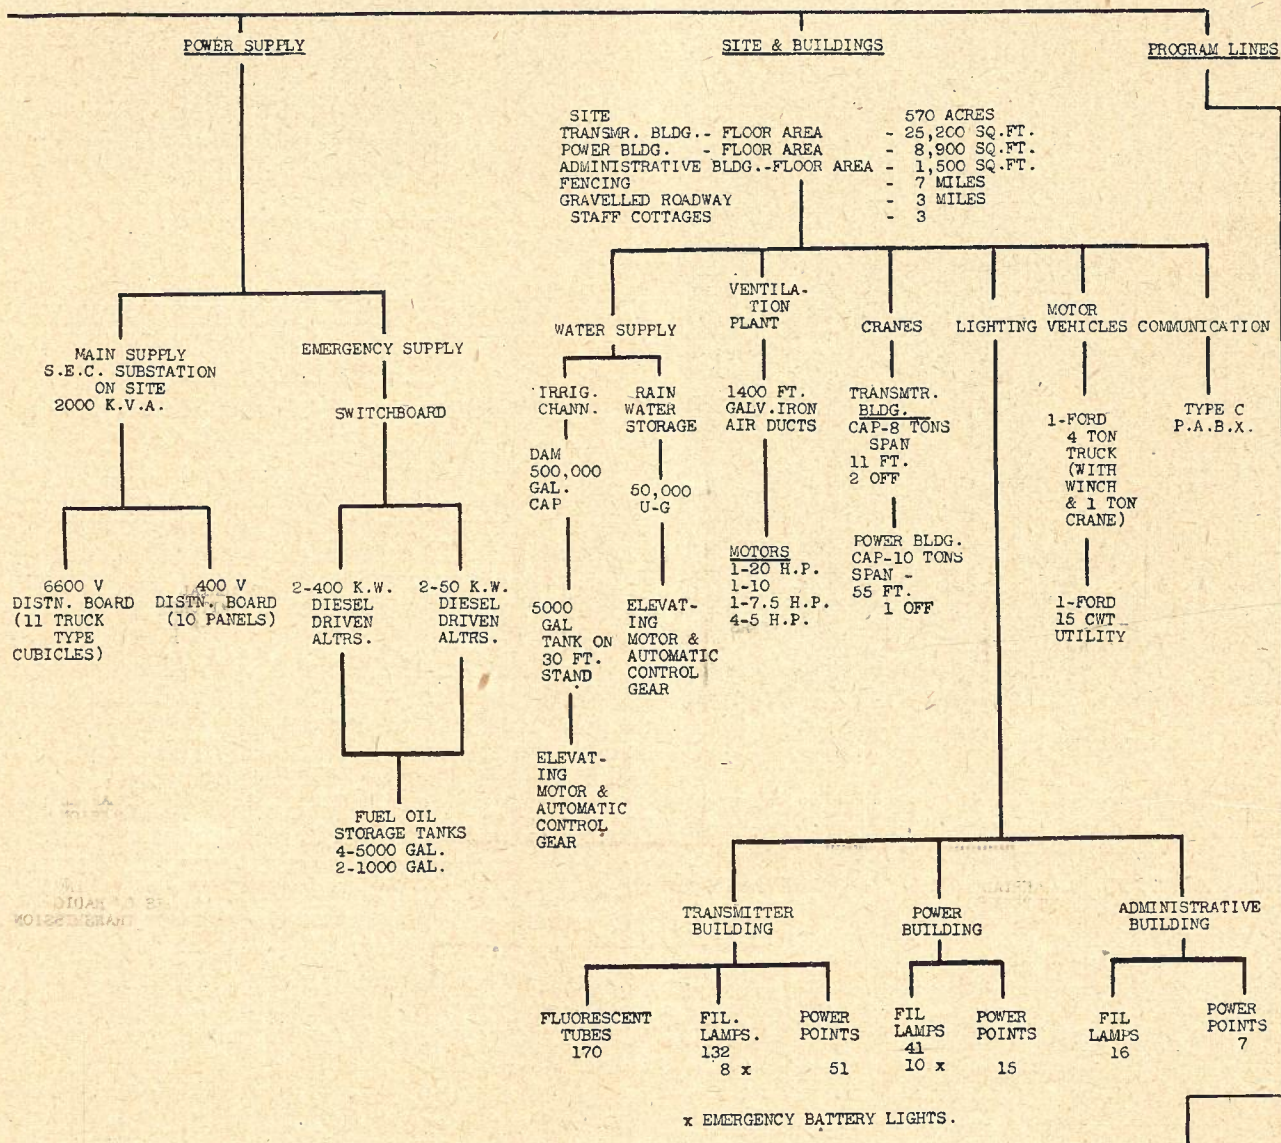 POWER SUPPLY
SITE & BUILDINGS
PROGRAM LINES
SITE 570 ACRES
TRANSMR. BLDG.- FLOOR AREA - 25,200 SQ.FT.
POWER BLDG. - FLOOR AREA - 8,900 SQ.FT.
ADMINISTRATIVE BLDG.-FLOOR AREA - 1,500 SQ.FT.
FENCING - 7 MILES
GRAVELLED ROADWAY - 3 MILES
STAFF COTTAGES - 3
MAIN SUPPLY
S.E.C. SUBSTATION
ON SITE
2000 K.V.A.
EMERGENCY SUPPLY
SWITCHBOARD
6600 V
DISTN. BOARD
(11 TRUCK
TYPE
CUBICLES)
400 V
DISTN. BOARD
(10 PANELS)
2-400 K.W.
DIESEL
DRIVEN
ALTRS.
2-50 K.W.
DIESEL
DRIVEN
ALTRS.
FUEL OIL
STORAGE TANKS
4-5000 GAL.
2-1000 GAL.
WATER SUPPLY
IRRIG.
CHANN.
DAM
500,000
GAL.
CAP
5000
GAL
TANK ON
30 FT.
STAND
ELEVAT-
ING
MOTOR &
AUTOMATIC
CONTROL
GEAR
RAIN
WATER
STORAGE
50,000
U-G
ELEVAT-
ING
MOTOR &
AUTOMATIC
CONTROL
GEAR
VENTILA-
TION
PLANT
1400 FT.
GALV.IRON
AIR DUCTS
MOTORS
1-20 H.P.
1-10
1-7.5 H.P.
4-5 H.P.
CRANES
TRANSMTR.
BLDG.
CAP-8 TONS
SPAN
11 FT.
2 OFF
POWER BLDG.
CAP-10 TONS
SPAN -
55 FT.
1 OFF
LIGHTING
MOTOR
VEHICLES
1-FORD
4 TON
TRUCK
(WITH
WINCH
& 1 TON
CRANE)
1-FORD
15 CWT
UTILITY
COMMUNICATION
TYPE C
P.A.B.X.
TRANSMITTER
BUILDING
FLUORESCENT
TUBES
170
FIL.
LAMPS.
132
8 x
POWER
POINTS
51
POWER
BUILDING
FIL
LAMPS
41
10 x
POWER
POINTS
15
ADMINISTRATIVE
BUILDING
FIL
LAMPS
16
POWER
POINTS
7
x EMERGENCY BATTERY LIGHTS.